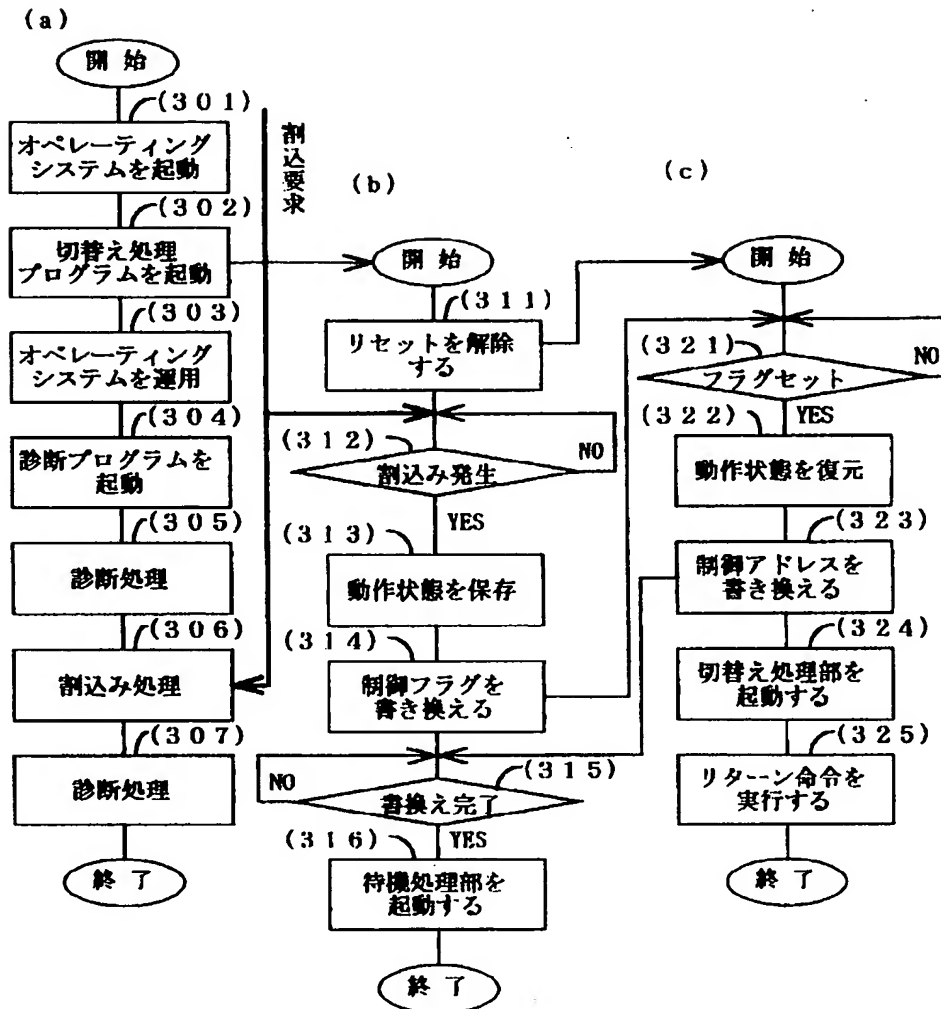 (a)
開 始
(301)
オペレーティング
システムを起動
(302)
切替え処理
プログラムを起動
(303)
オペレーティング
システムを運用
(304)
診断プログラムを
起動
(305)
診断処理
(306)
割込み処理
(307)
診断処理
終 了
割込要求
(b)
開 始
(311)
リセットを解除
する
(312)
割込み発生
NO
YES
(313)
動作状態を保存
(314)
制御フラグを
書き換える
(315)
書換え完了
NO
YES
(316)
待機処理部を
起動する
終 了
(c)
開 始
(321)
フラグセット
NO
YES
(322)
動作状態を復元
(323)
制御アドレスを
書き換える
(324)
切替え処理部を
起動する
(325)
リターン命令を
実行する
終 了